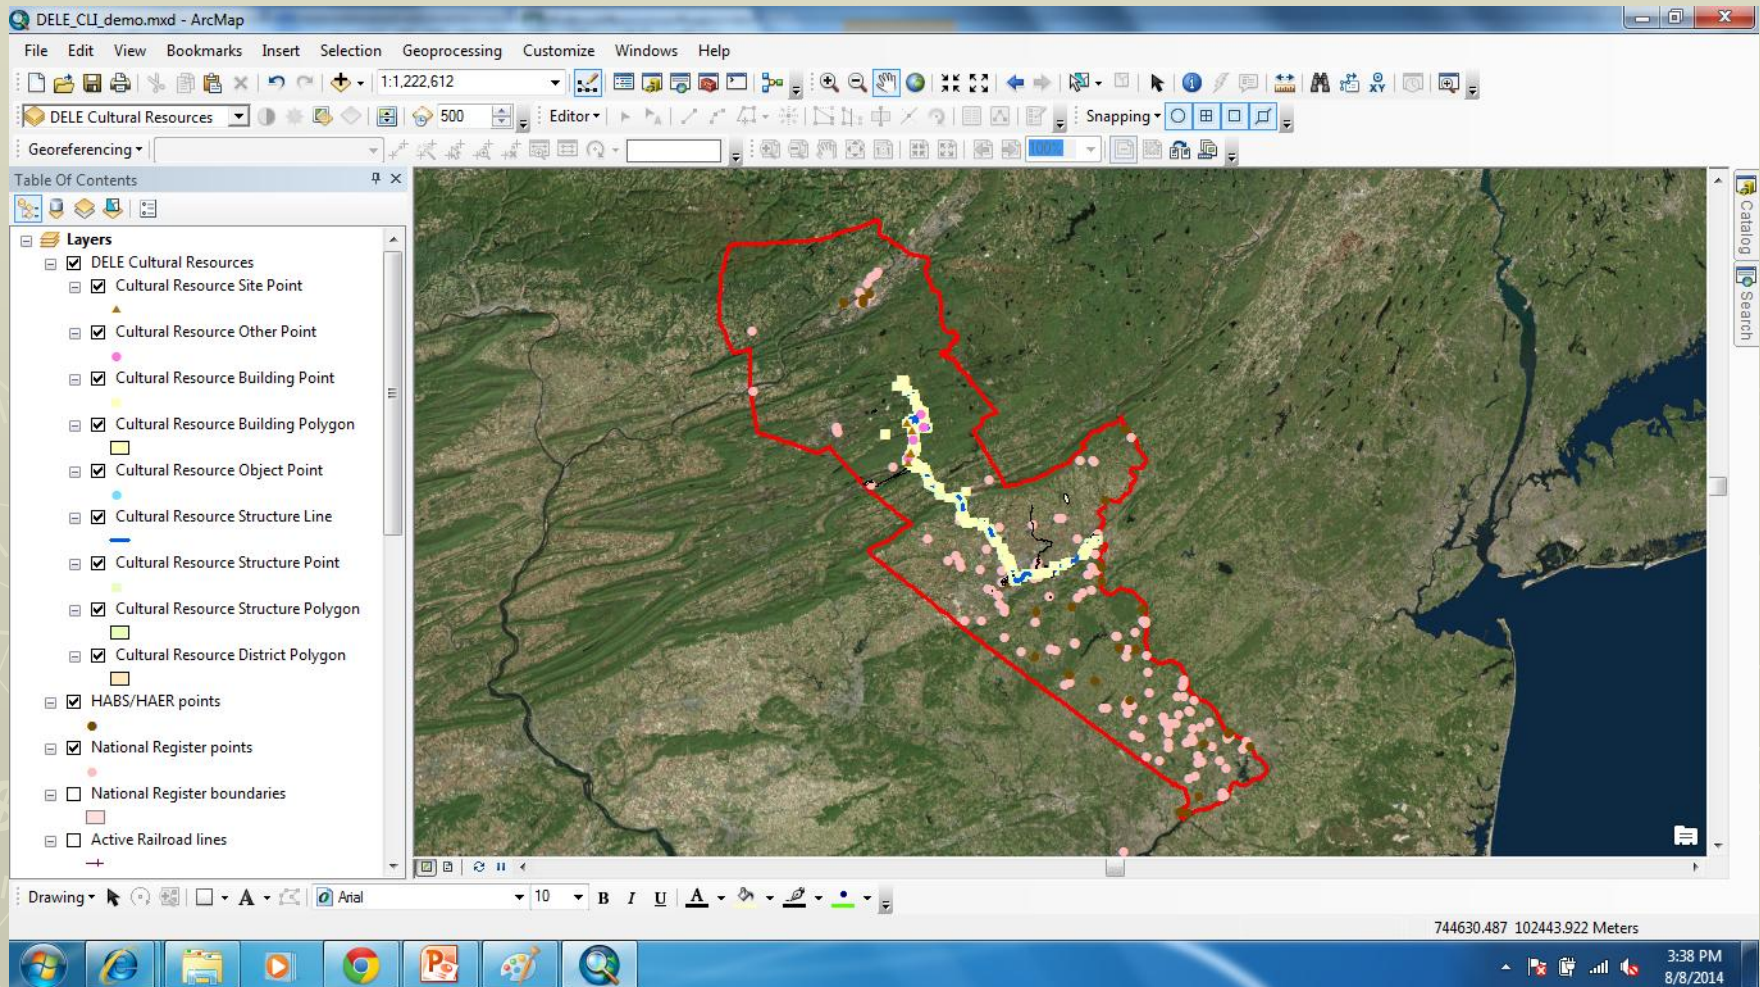 DELE_CLI_demo.mxd - ArcMap
File Edit View Bookmarks Insert Selection Geoprocessing Customize Windows Help
1:1,222,612
DELE Cultural Resources 500 Editor Snapping
Georeferencing 100%
Table Of Contents
Layers
DELE Cultural Resources
Cultural Resource Site Point
Cultural Resource Other Point
Cultural Resource Building Point
Cultural Resource Building Polygon
Cultural Resource Object Point
Cultural Resource Structure Line
Cultural Resource Structure Point
Cultural Resource Structure Polygon
Cultural Resource District Polygon
HABS/HAER points
National Register points
National Register boundaries
Active Railroad lines
Catalog
Search
Drawing A Arial 10 B I U A
744630.487 102443.922 Meters
3:38 PM
8/8/2014